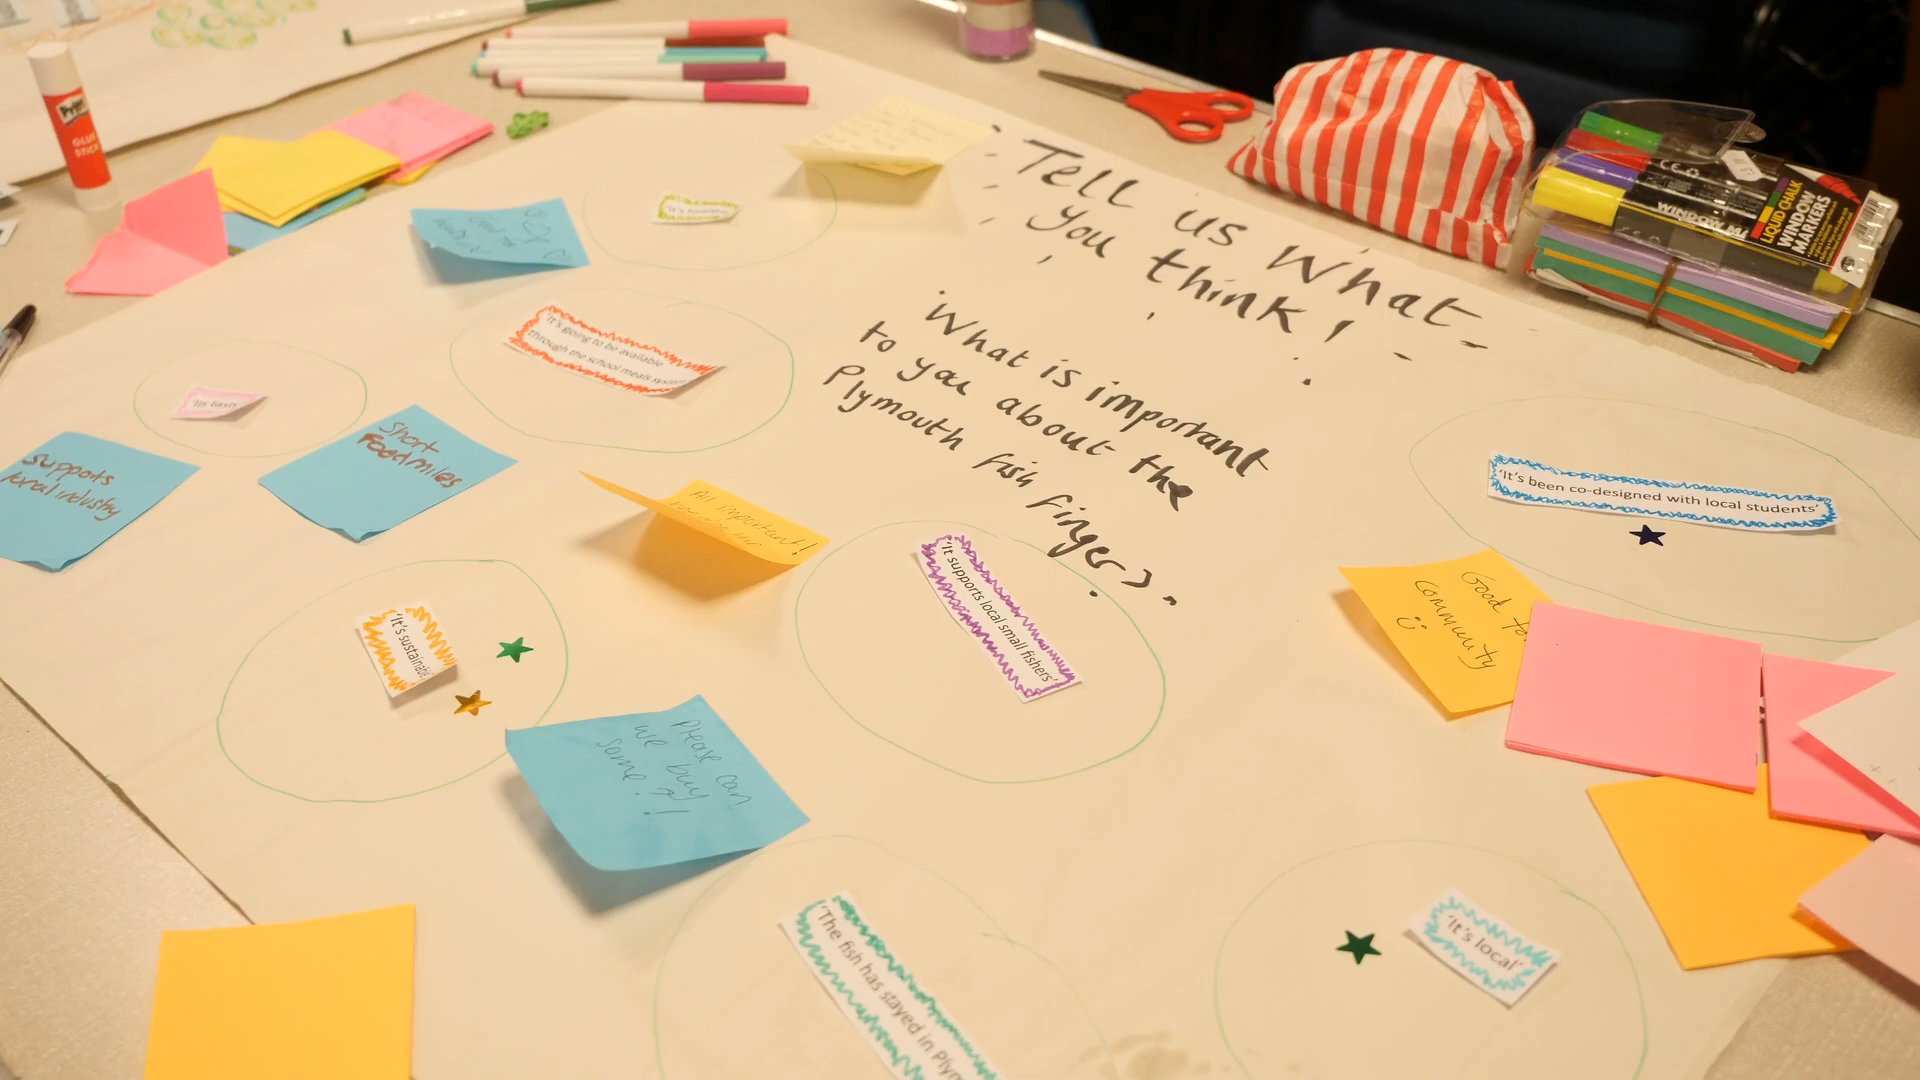 Tell us what
you think!
What is important
to you about the
Plymouth fish finger?
'It's healthy'
'It's going to be available
through the school meals
Short
Food miles
Supports
local industry
All important!
'It's been co-designed with local students'
'It supports local small fishers'
'It's sustainable'
Good for
Community
Please can
we buy
some?!
'The fish has stayed in Plym
'It's local'
Pritt
GLUE
STICK
LIQUID CHALK
WINDOW
MARKERS
WINDOW